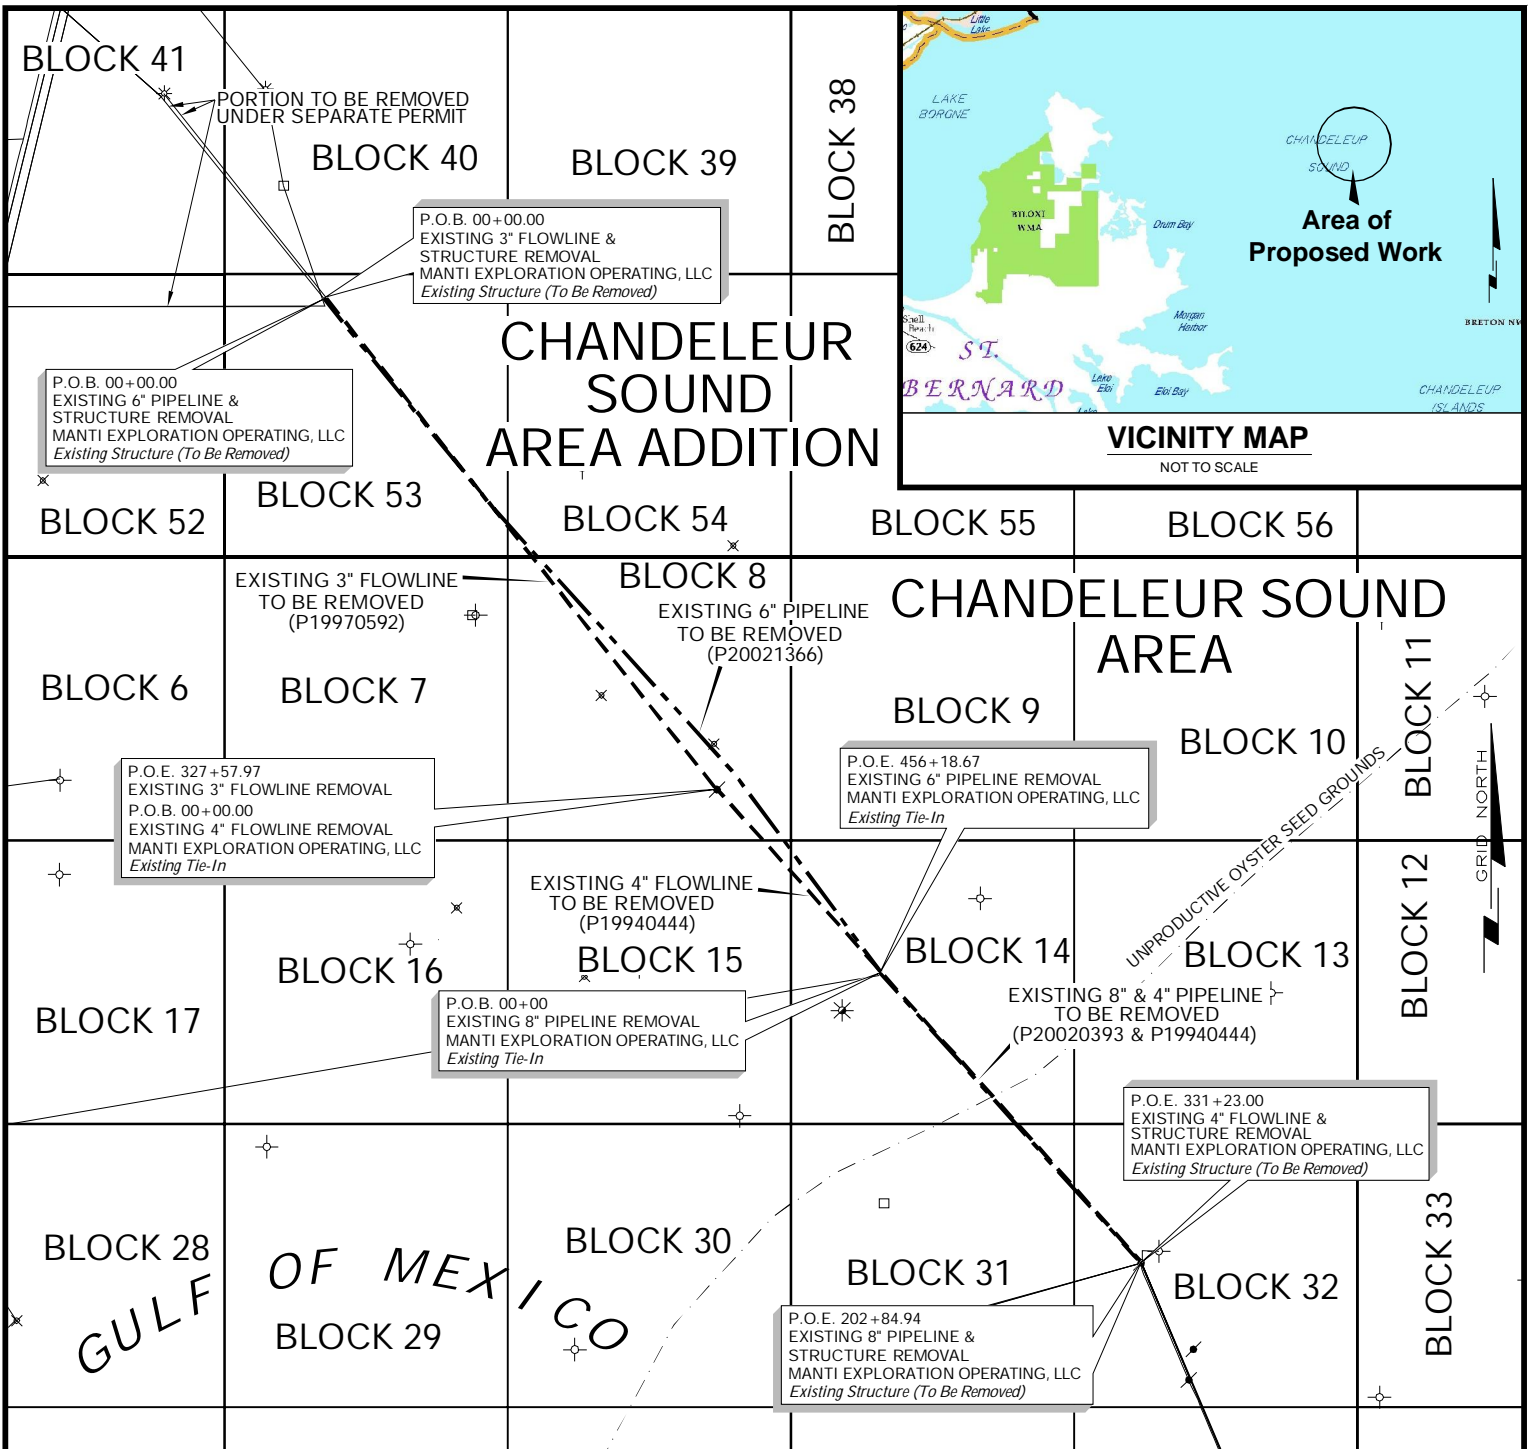 BLOCK 41
PORTION TO BE REMOVED
UNDER SEPARATE PERMIT
BLOCK 40
BLOCK 39
BLOCK 38
P.O.B. 00+00.00
EXISTING 3" FLOWLINE &
STRUCTURE REMOVAL
MANTI EXPLORATION OPERATING, LLC
Existing Structure (To Be Removed)
Little
Lake
LAKE
BORGNE
CHANDELEUR
SOUND
Area of
Proposed Work
BILOXI
WMA
Drum Bay
Morgan
Harbor
Shell
Beach
624
ST.
BERNARD
Lake
Eloi
Eloi Bay
BRETON NW
CHANDELEUR
ISLANDS
VICINITY MAP
NOT TO SCALE
CHANDELEUR
SOUND
AREA ADDITION
P.O.B. 00+00.00
EXISTING 6" PIPELINE &
STRUCTURE REMOVAL
MANTI EXPLORATION OPERATING, LLC
Existing Structure (To Be Removed)
BLOCK 52
BLOCK 53
BLOCK 54
BLOCK 55
BLOCK 56
EXISTING 3" FLOWLINE
TO BE REMOVED
(P19970592)
BLOCK 8
EXISTING 6" PIPELINE
TO BE REMOVED
(P20021366)
CHANDELEUR SOUND
AREA
BLOCK 6
BLOCK 7
BLOCK 9
BLOCK 10
BLOCK 11
GRID NORTH
UNPRODUCTIVE OYSTER SEED GROUNDS
P.O.E. 327+57.97
EXISTING 3" FLOWLINE REMOVAL
P.O.B. 00+00.00
EXISTING 4" FLOWLINE REMOVAL
MANTI EXPLORATION OPERATING, LLC
Existing Tie-In
P.O.E. 456+18.67
EXISTING 6" PIPELINE REMOVAL
MANTI EXPLORATION OPERATING, LLC
Existing Tie-In
EXISTING 4" FLOWLINE
TO BE REMOVED
(P19940444)
BLOCK 17
BLOCK 16
BLOCK 15
BLOCK 14
BLOCK 13
BLOCK 12
P.O.B. 00+00
EXISTING 8" PIPELINE REMOVAL
MANTI EXPLORATION OPERATING, LLC
Existing Tie-In
EXISTING 8" & 4" PIPELINE
TO BE REMOVED
(P20020393 & P19940444)
P.O.E. 331+23.00
EXISTING 4" FLOWLINE &
STRUCTURE REMOVAL
MANTI EXPLORATION OPERATING, LLC
Existing Structure (To Be Removed)
BLOCK 28
BLOCK 29
BLOCK 30
BLOCK 31
BLOCK 32
BLOCK 33
GULF OF MEXICO
P.O.E. 202+84.94
EXISTING 8" PIPELINE &
STRUCTURE REMOVAL
MANTI EXPLORATION OPERATING, LLC
Existing Structure (To Be Removed)